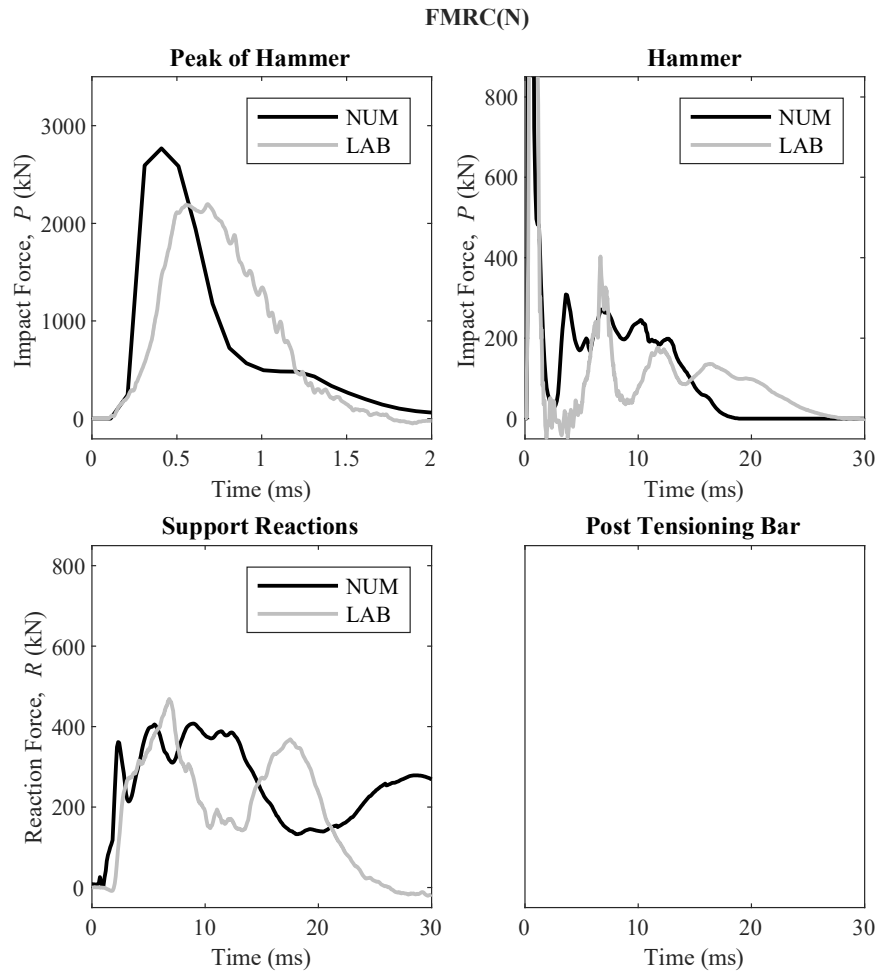 FMRC(N)
Peak of Hammer
Impact Force, P (kN)
3000
2000
1000
0
NUM
LAB
0 0.5 1 1.5 2
Time (ms)
Hammer
Impact Force, P (kN)
800
600
400
200
0
NUM
LAB
0 10 20 30
Time (ms)
Support Reactions
Reaction Force, R (kN)
800
600
400
200
0
NUM
LAB
0 10 20 30
Time (ms)
Post Tensioning Bar
0 10 20 30
Time (ms)